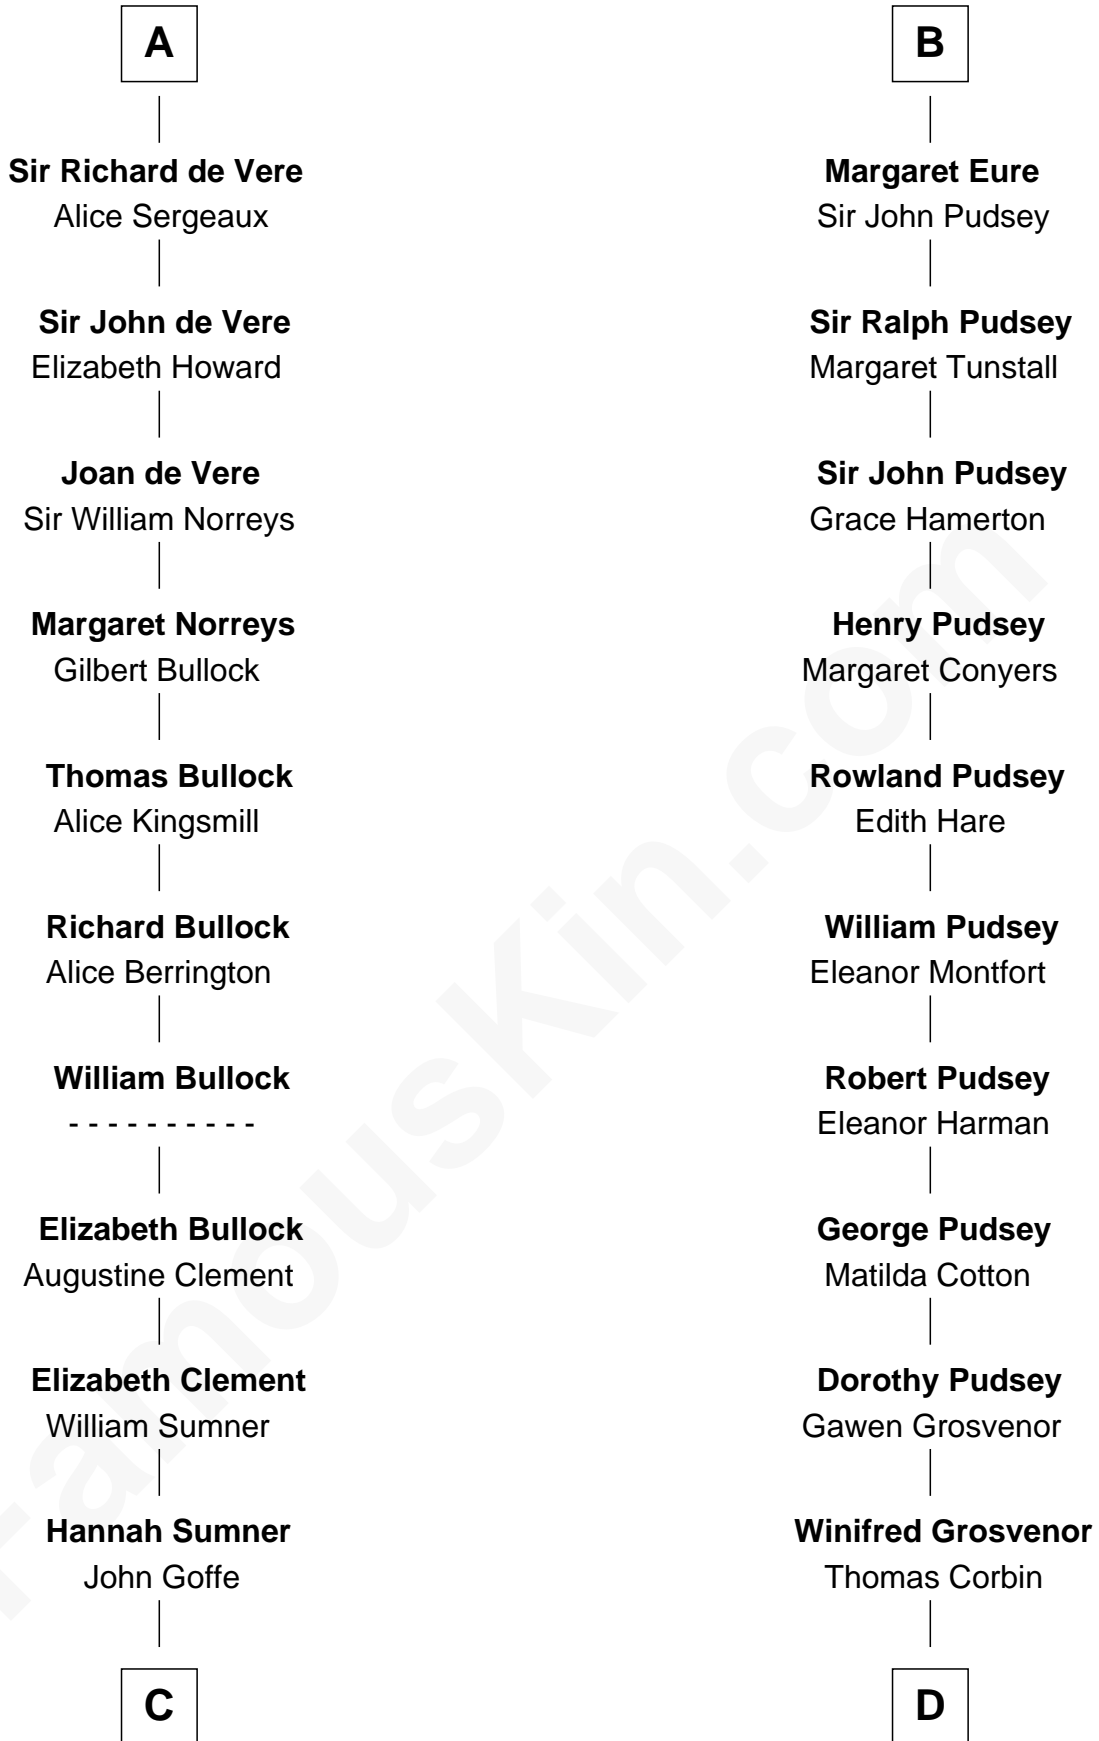 A
Sir Richard de Vere
Alice Sergeaux
Sir John de Vere
Elizabeth Howard
Joan de Vere
Sir William Norreys
Margaret Norreys
Gilbert Bullock
Thomas Bullock
Alice Kingsmill
Richard Bullock
Alice Berrington
William Bullock
- - - - - - - - - -
Elizabeth Bullock
Augustine Clement
Elizabeth Clement
William Sumner
Hannah Sumner
John Goffe
C
B
Margaret Eure
Sir John Pudsey
Sir Ralph Pudsey
Margaret Tunstall
Sir John Pudsey
Grace Hamerton
Henry Pudsey
Margaret Conyers
Rowland Pudsey
Edith Hare
William Pudsey
Eleanor Montfort
Robert Pudsey
Eleanor Harman
George Pudsey
Matilda Cotton
Dorothy Pudsey
Gawen Grosvenor
Winifred Grosvenor
Thomas Corbin
D
FamousKin.com